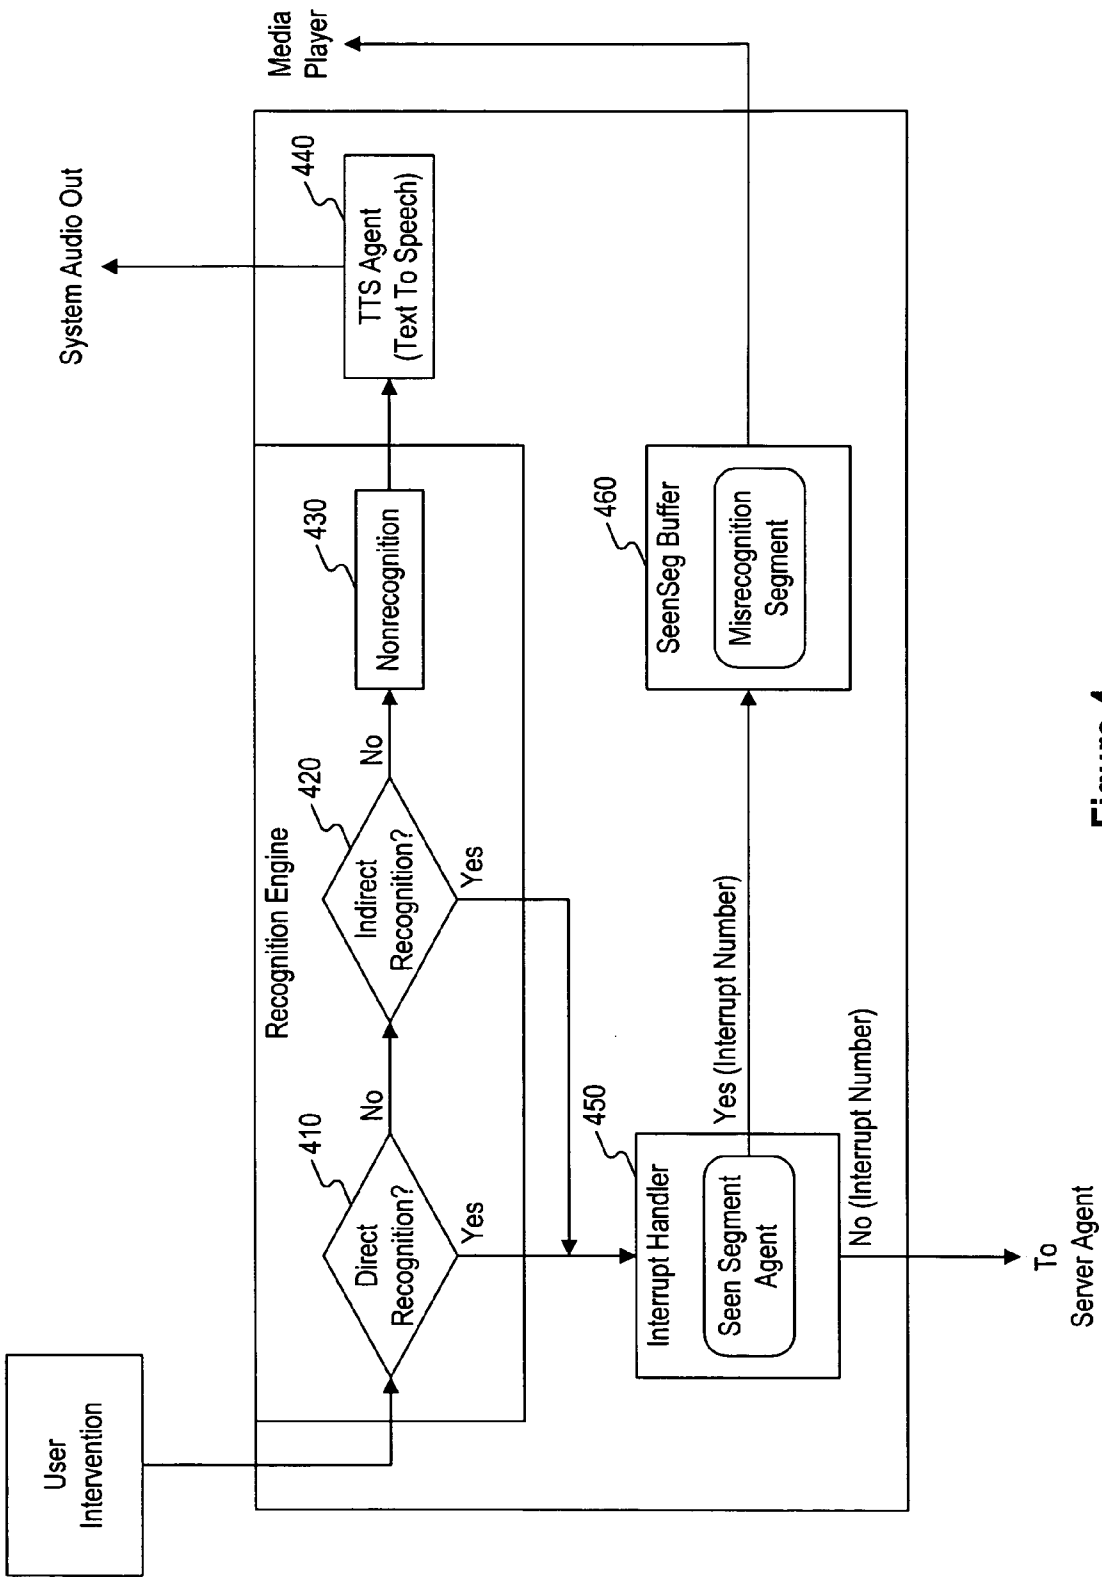 User
Intervention
System Audio Out
Media
Player
Recognition Engine
410
Direct
Recognition?
No
Yes
420
Indirect
Recognition?
No
Yes
430
Nonrecognition
440
TTS Agent
(Text To Speech)
450
Interrupt Handler
Seen Segment
Agent
Yes (Interrupt Number)
No (Interrupt Number)
460
SeenSeg Buffer
Misrecognition
Segment
To
Server Agent